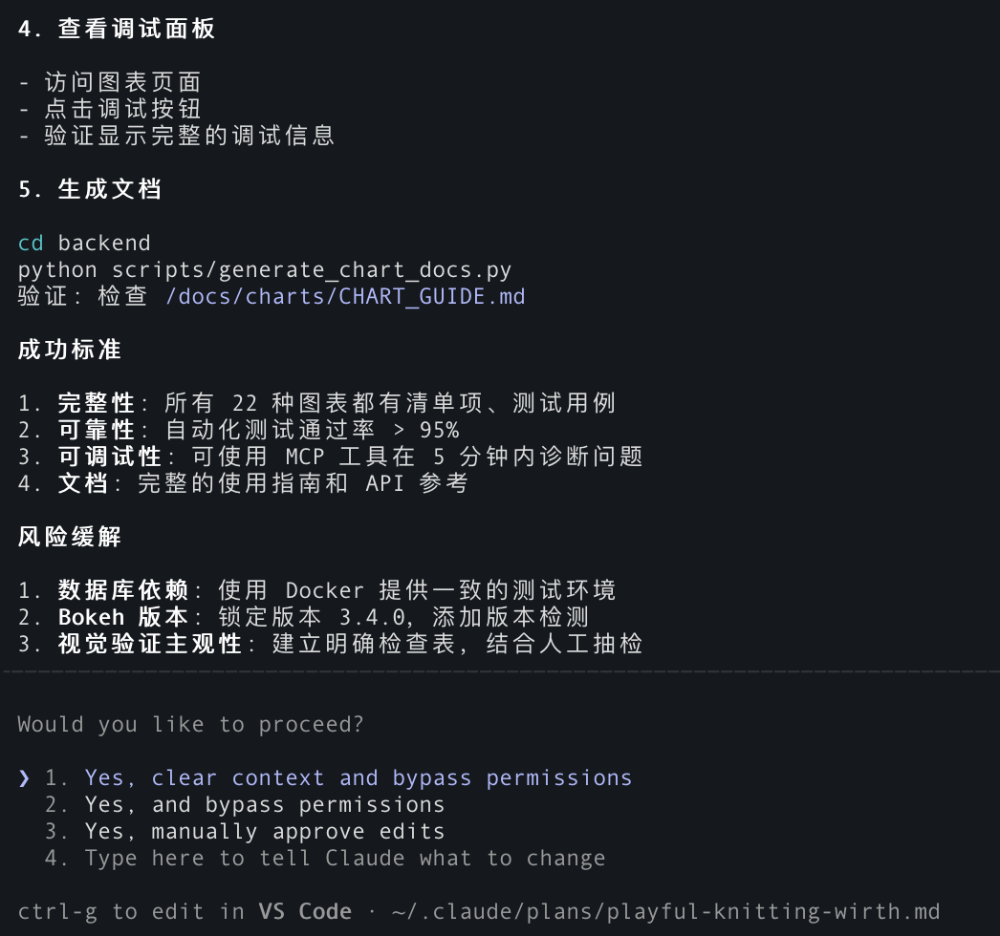 4. 查看调试面板
- 访问图表页面
- 点击调试按钮
- 验证显示完整的调试信息
5. 生成文档
cd backend
python scripts/generate_chart_docs.py
验证: 检查 /docs/charts/CHART_GUIDE.md
成功标准
1. 完整性: 所有 22 种图表都有清单项、测试用例
2. 可靠性: 自动化测试通过率 > 95%
3. 可调试性: 可使用 MCP 工具在 5 分钟内诊断问题
4. 文档: 完整的使用指南和 API 参考
风险缓解
1. 数据库依赖: 使用 Docker 提供一致的测试环境
2. Bokeh 版本: 锁定版本 3.4.0, 添加版本检测
3. 视觉验证主观性: 建立明确检查表, 结合人工抽检
Would you like to proceed?
❯ 1. Yes, clear context and bypass permissions
2. Yes, and bypass permissions
3. Yes, manually approve edits
4. Type here to tell Claude what to change
ctrl-g to edit in VS Code · ~/.claude/plans/playful-knitting-wirth.md